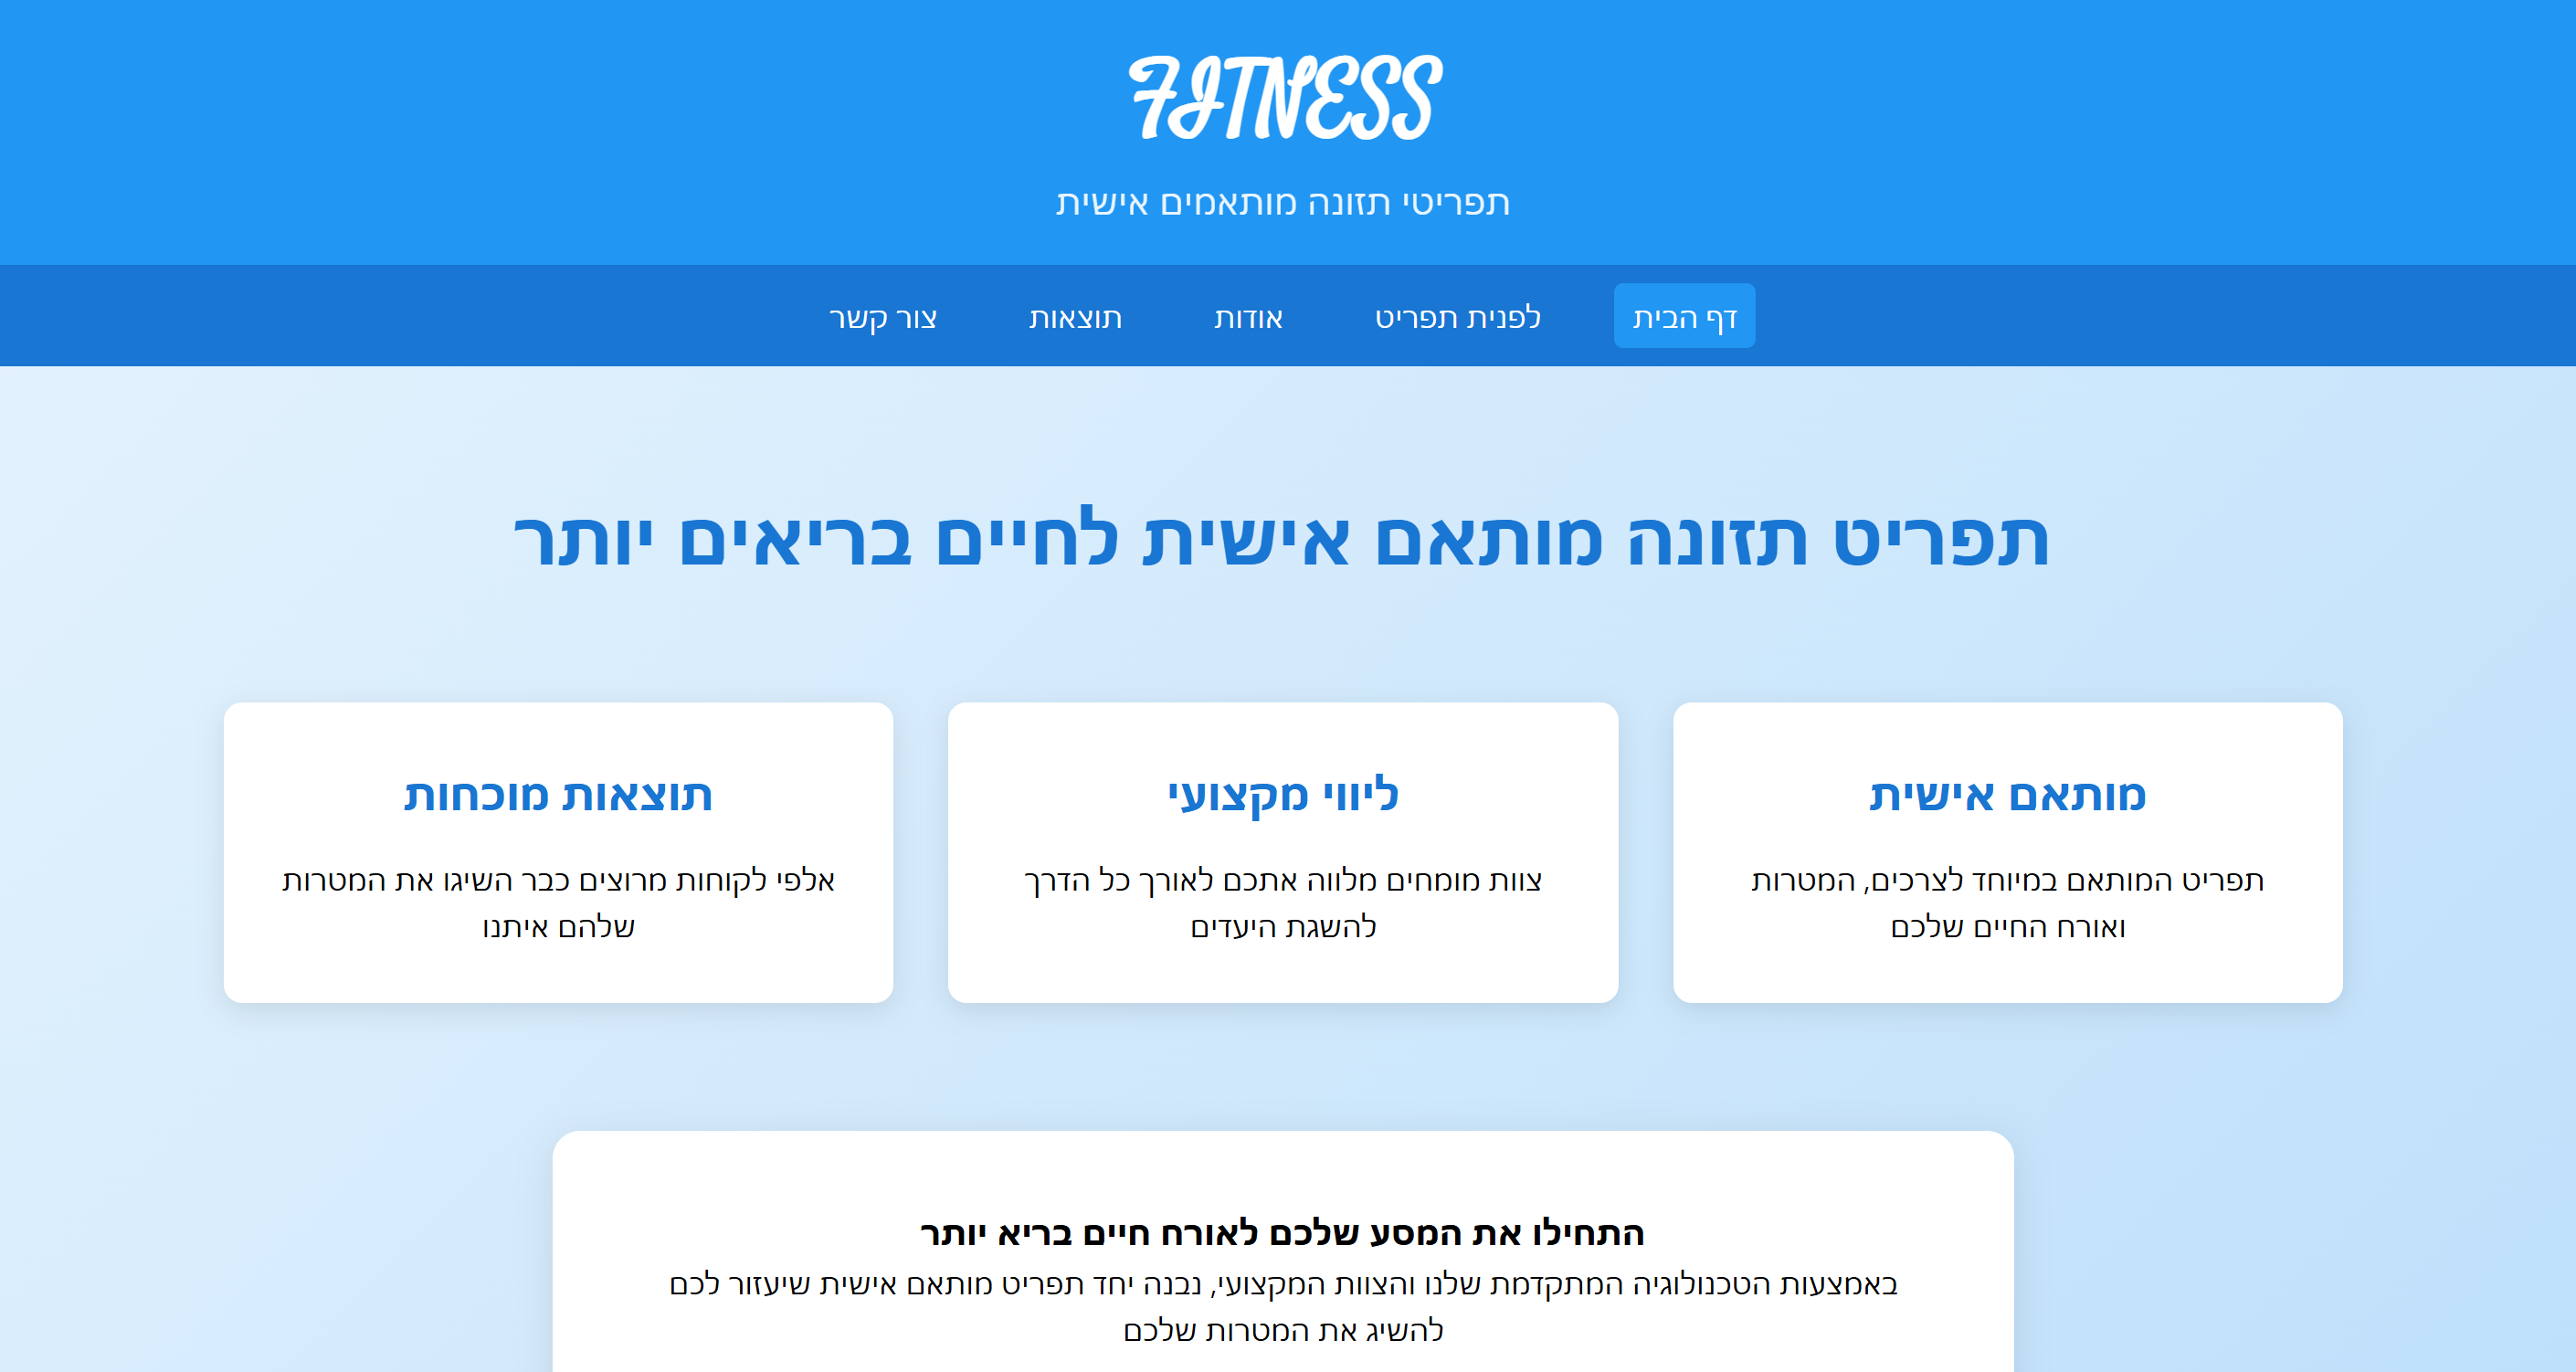 FITNESS
תפריטי תזונה מותאמים אישית
דף הבית
לפנית תפריט
אודות
תוצאות
צור קשר
תפריט תזונה מותאם אישית לחיים בריאים יותר
מותאם אישית
תפריט המותאם במיוחד לצרכים, המטרות
ואורח החיים שלכם
ליווי מקצועי
צוות מומחים מלווה אתכם לאורך כל הדרך
להשגת היעדים
תוצאות מוכחות
אלפי לקוחות מרוצים כבר השיגו את המטרות
שלהם איתנו
התחילו את המסע שלכם לאורח חיים בריא יותר
באמצעות הטכנולוגיה המתקדמת שלנו והצוות המקצועי, נבנה יחד תפריט מותאם אישית שיעזור לכם
להשיג את המטרות שלכם